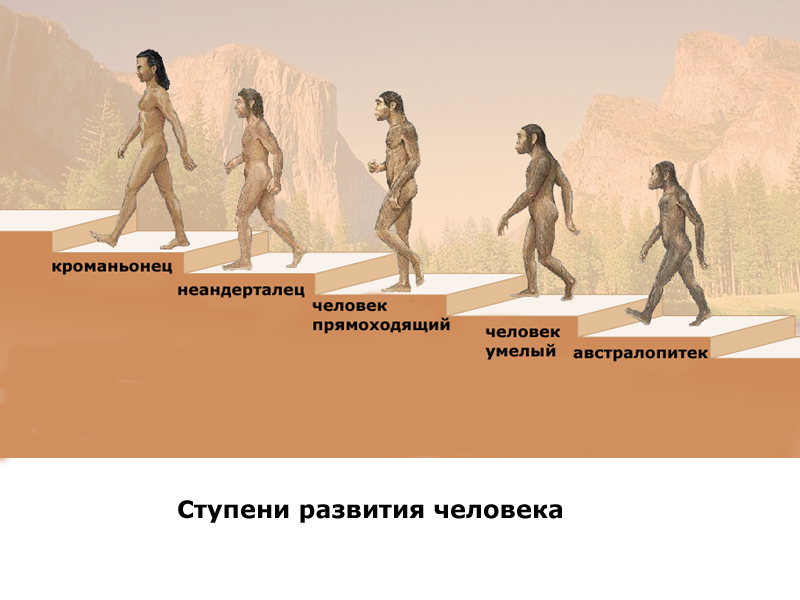 кроманьонец
неандерталец
человек
прямоходящий
человек
умелый
австралопитек
Ступени развития человека